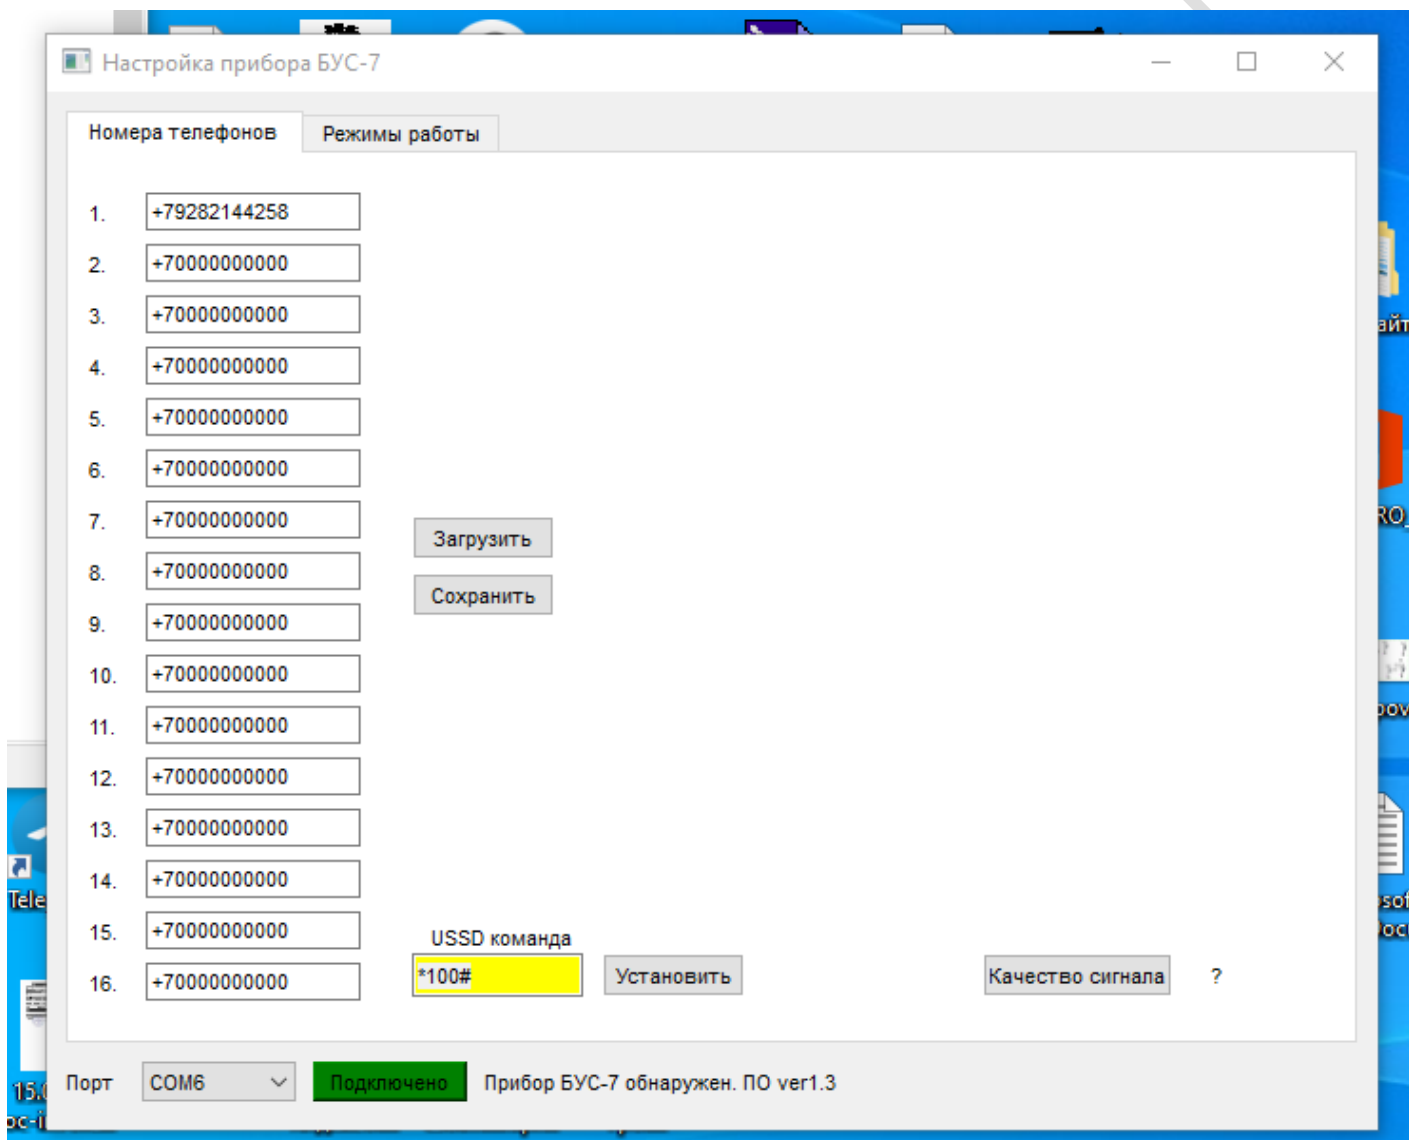 Настройка прибора БУС-7
Номера телефонов Режимы работы
1. +79282144258
2. +70000000000
3. +70000000000
4. +70000000000
5. +70000000000
6. +70000000000
7. +70000000000
Загрузить
8. +70000000000
Сохранить
9. +70000000000
10. +70000000000
11. +70000000000
12. +70000000000
13. +70000000000
14. +70000000000
15. +70000000000
USSD команда
16. +70000000000 *100# Установить Качество сигнала ?
Порт COM6 Подключено Прибор БУС-7 обнаружен. ПО ver1.3